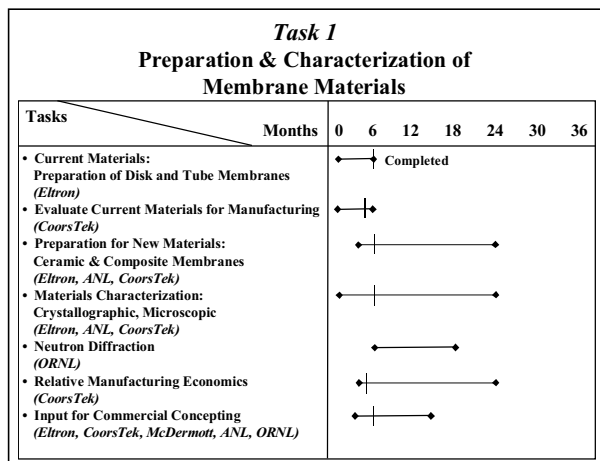 Task 1
Preparation & Characterization of
Membrane Materials
Tasks
Months 0 6 12 18 24 30 36
• Current Materials:
Preparation of Disk and Tube Membranes
(Eltron)
Completed
• Evaluate Current Materials for Manufacturing
(CoorsTek)
• Preparation for New Materials:
Ceramic & Composite Membranes
(Eltron, ANL, CoorsTek)
• Materials Characterization:
Crystallographic, Microscopic
(Eltron, ANL, CoorsTek)
• Neutron Diffraction
(ORNL)
• Relative Manufacturing Economics
(CoorsTek)
• Input for Commercial Concepting
(Eltron, CoorsTek, McDermott, ANL, ORNL)